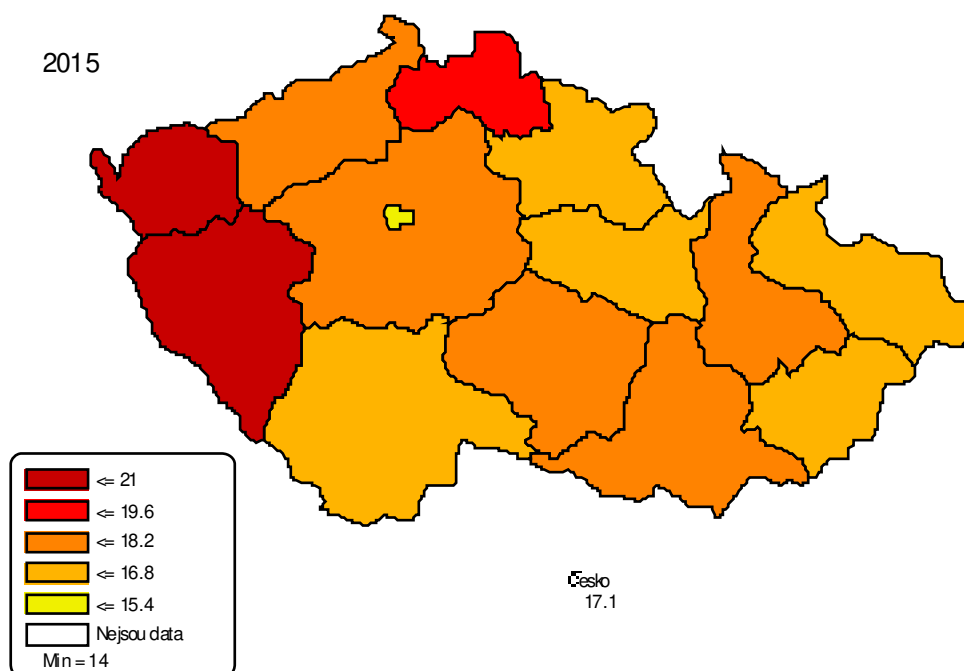 2015
<= 21
<= 19.6
<= 18.2
<= 16.8
<= 15.4
Nejsou data
Min = 14
Česko
17.1